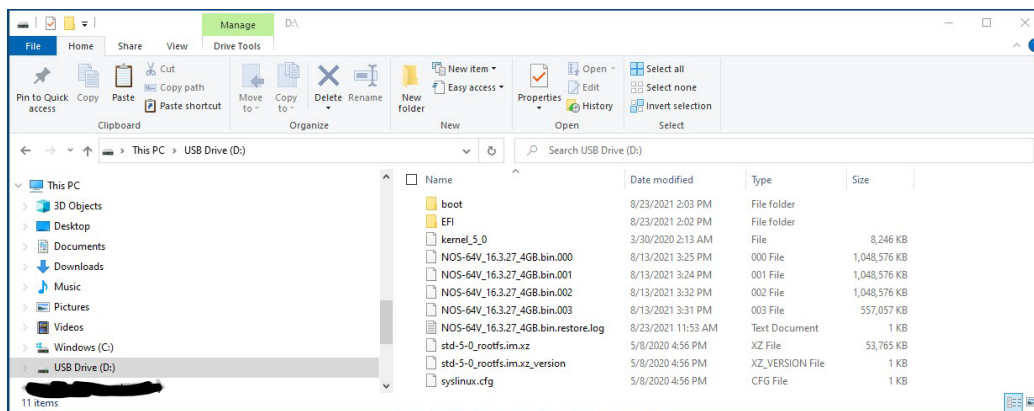 Manage D:\
File Home Share View Drive Tools
Pin to Quick access
Copy
Paste
Cut
Copy path
Paste shortcut
Clipboard
Move to
Copy to
Delete
Rename
Organize
New folder
New item
Easy access
New
Properties
Open
Edit
History
Open
Select all
Select none
Invert selection
Select
This PC > USB Drive (D:)
Search USB Drive (D:)
This PC
3D Objects
Desktop
Documents
Downloads
Music
Pictures
Videos
Windows (C:)
USB Drive (D:)
Name Date modified Type Size
boot 8/23/2021 2:03 PM File folder
EFI 8/23/2021 2:02 PM File folder
kernel_5_0 3/30/2020 2:13 AM File 8,246 KB
NOS-64V_16.3.27_4GB.bin.000 8/13/2021 3:25 PM 000 File 1,048,576 KB
NOS-64V_16.3.27_4GB.bin.001 8/13/2021 3:24 PM 001 File 1,048,576 KB
NOS-64V_16.3.27_4GB.bin.002 8/13/2021 3:32 PM 002 File 1,048,576 KB
NOS-64V_16.3.27_4GB.bin.003 8/13/2021 3:31 PM 003 File 557,057 KB
NOS-64V_16.3.27_4GB.bin.restore.log 8/23/2021 11:53 AM Text Document 1 KB
std-5-0_rootfs.im.xz 5/8/2020 4:56 PM XZ File 53,765 KB
std-5-0_rootfs.im.xz_version 5/8/2020 4:56 PM XZ_VERSION File 1 KB
syslinux.cfg 5/8/2020 4:56 PM CFG File 1 KB
11 items